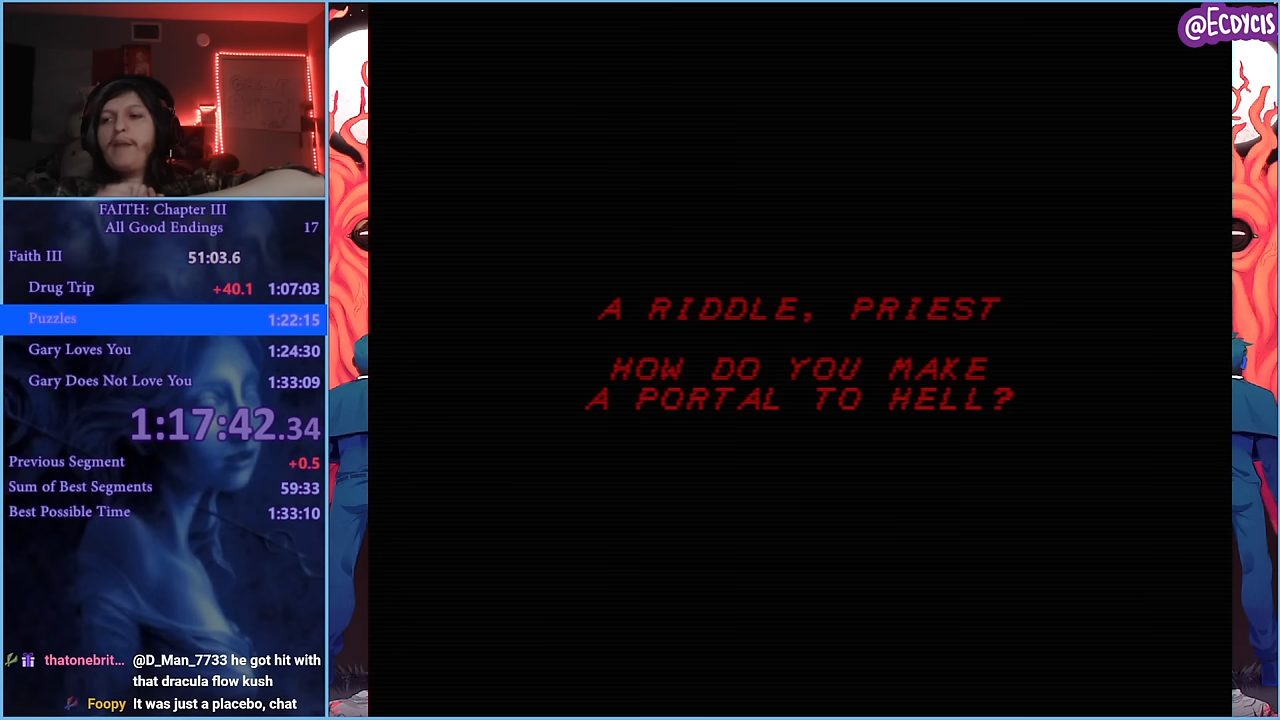 @ECDYCIS
FAITH: Chapter III
All Good Endings 17
Faith III 51:03.6
Drug Trip +40.1 1:07:03
Puzzles 1:22:15
Gary Loves You 1:24:30
Gary Does Not Love You 1:33:09
1:17:42.34
Previous Segment +0.5
Sum of Best Segments 59:33
Best Possible Time 1:33:10
thatonebrit... @D_Man_7733 he got hit with
that dracula flow kush
Foopy It was just a placebo, chat
A RIDDLE, PRIEST
HOW DO YOU MAKE
A PORTAL TO HELL?